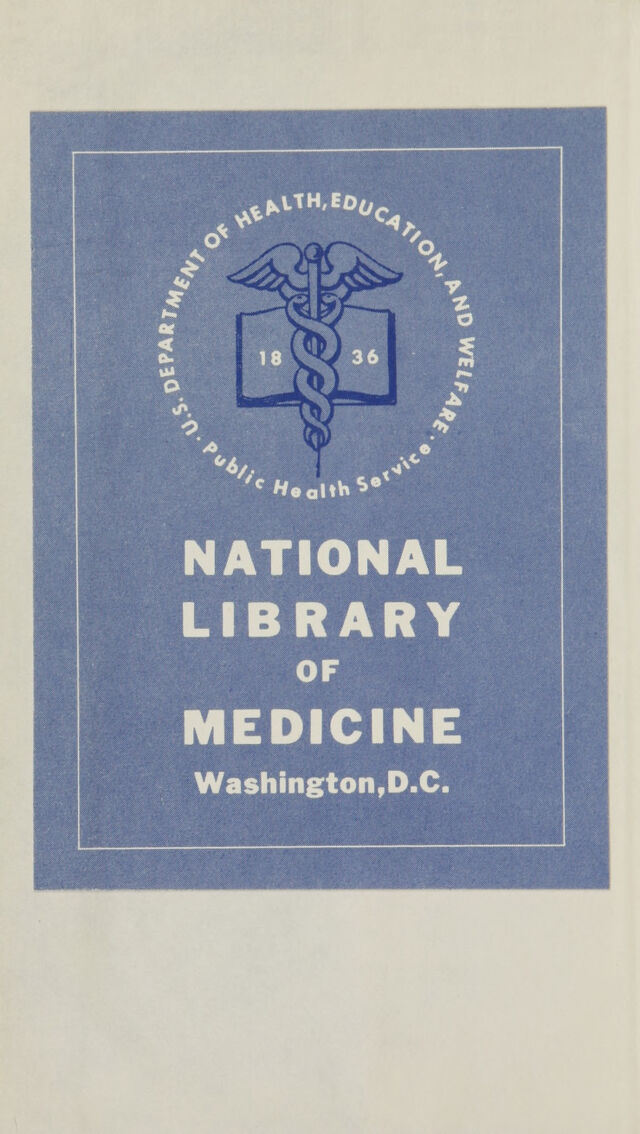 U.S. DEPARTMENT OF HEALTH, EDUCATION, AND WELFARE
· Public Health Service ·
18 36
NATIONAL
LIBRARY
OF
MEDICINE
Washington, D.C.